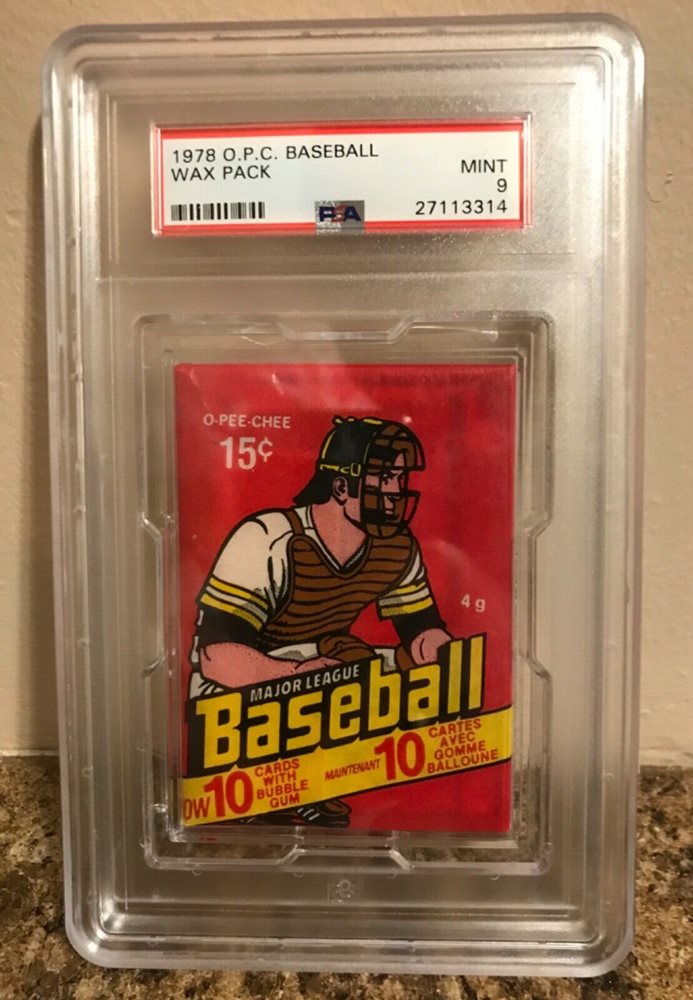 1978 O.P.C. BASEBALL
WAX PACK
MINT
9
PSA
27113314
O-PEE-CHEE
15¢
4g
MAJOR LEAGUE
Baseball
OW 10 CARDS WITH BUBBLE GUM
MAINTENANT 10 CARTES AVEC GOMME BALLOUNE